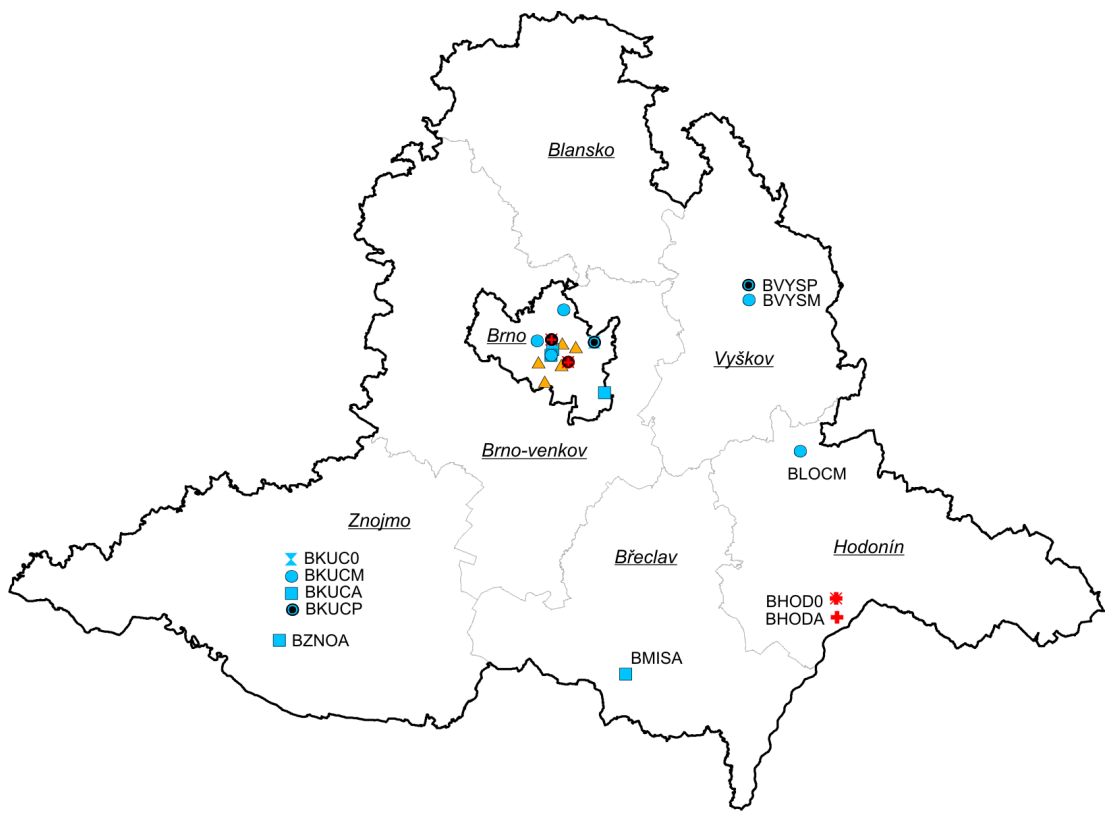 Blansko
BVYSP
BVYSM
Brno
Vyškov
Brno-venkov
BLOCM
Znojmo
Břeclav
Hodonín
BKUC0
BKUCM
BKUCA
BKUCP
BHOD0
BHODA
BZNOA
BMISA